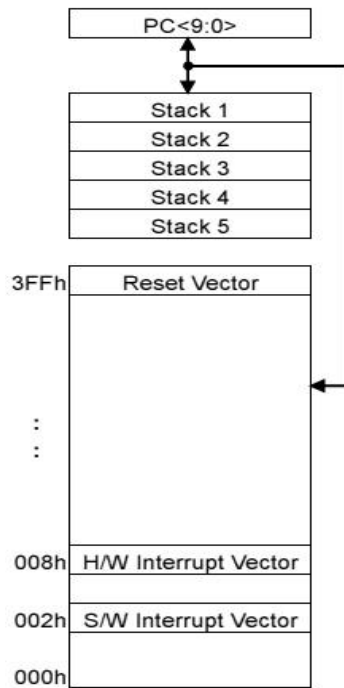 PC<9:0>
Stack 1
Stack 2
Stack 3
Stack 4
Stack 5
3FFh Reset Vector
:
:
008h H/W Interrupt Vector
002h S/W Interrupt Vector
000h